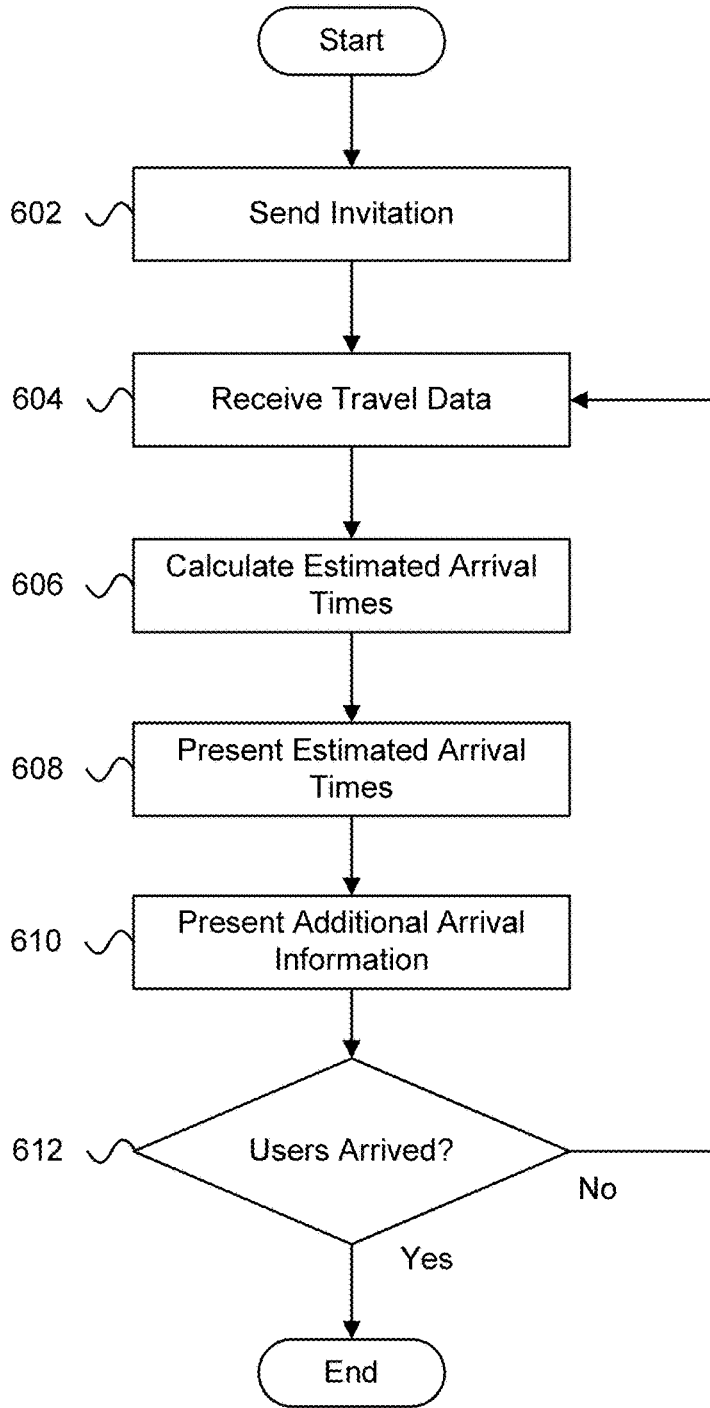 Start
602
Send Invitation
604
Receive Travel Data
606
Calculate Estimated Arrival
Times
608
Present Estimated Arrival
Times
610
Present Additional Arrival
Information
612
Users Arrived?
No
Yes
End